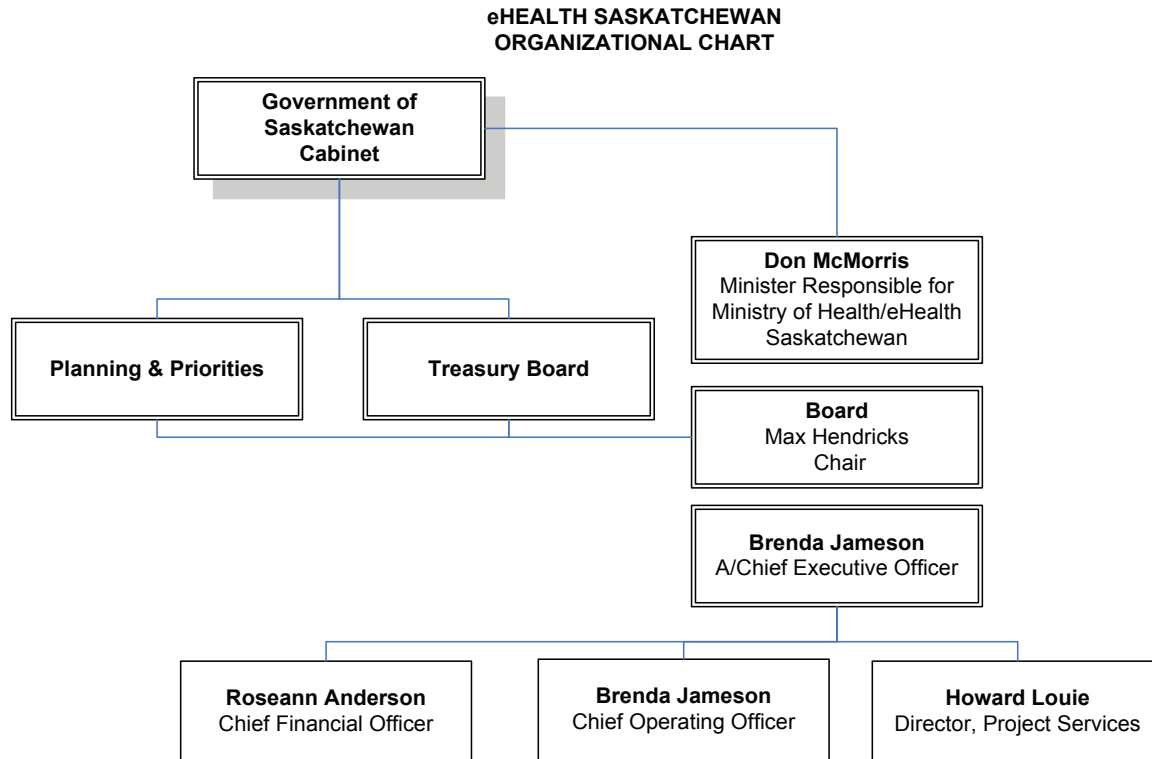 eHEALTH SASKATCHEWAN
ORGANIZATIONAL CHART
Government of
Saskatchewan
Cabinet
Don McMorris
Minister Responsible for
Ministry of Health/eHealth
Saskatchewan
Planning & Priorities
Treasury Board
Board
Max Hendricks
Chair
Brenda Jameson
A/Chief Executive Officer
Roseann Anderson
Chief Financial Officer
Brenda Jameson
Chief Operating Officer
Howard Louie
Director, Project Services